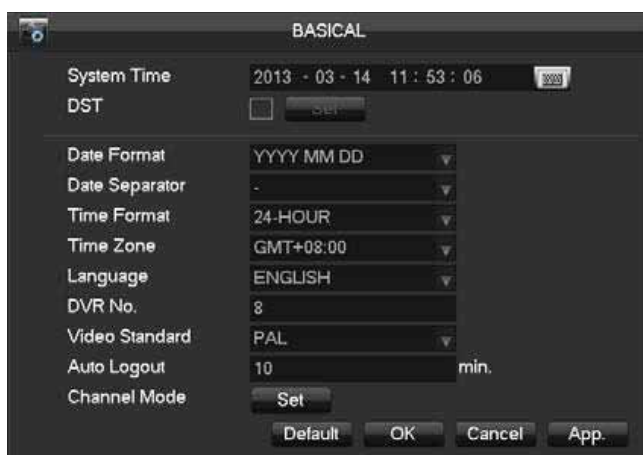 BASICAL
System Time 2013 - 03 - 14 11 : 53 : 06
DST Set
Date Format YYYY MM DD
Date Separator -
Time Format 24-HOUR
Time Zone GMT+08:00
Language ENGLISH
DVR No. 8
Video Standard PAL
Auto Logout 10 min.
Channel Mode Set
Default OK Cancel App.